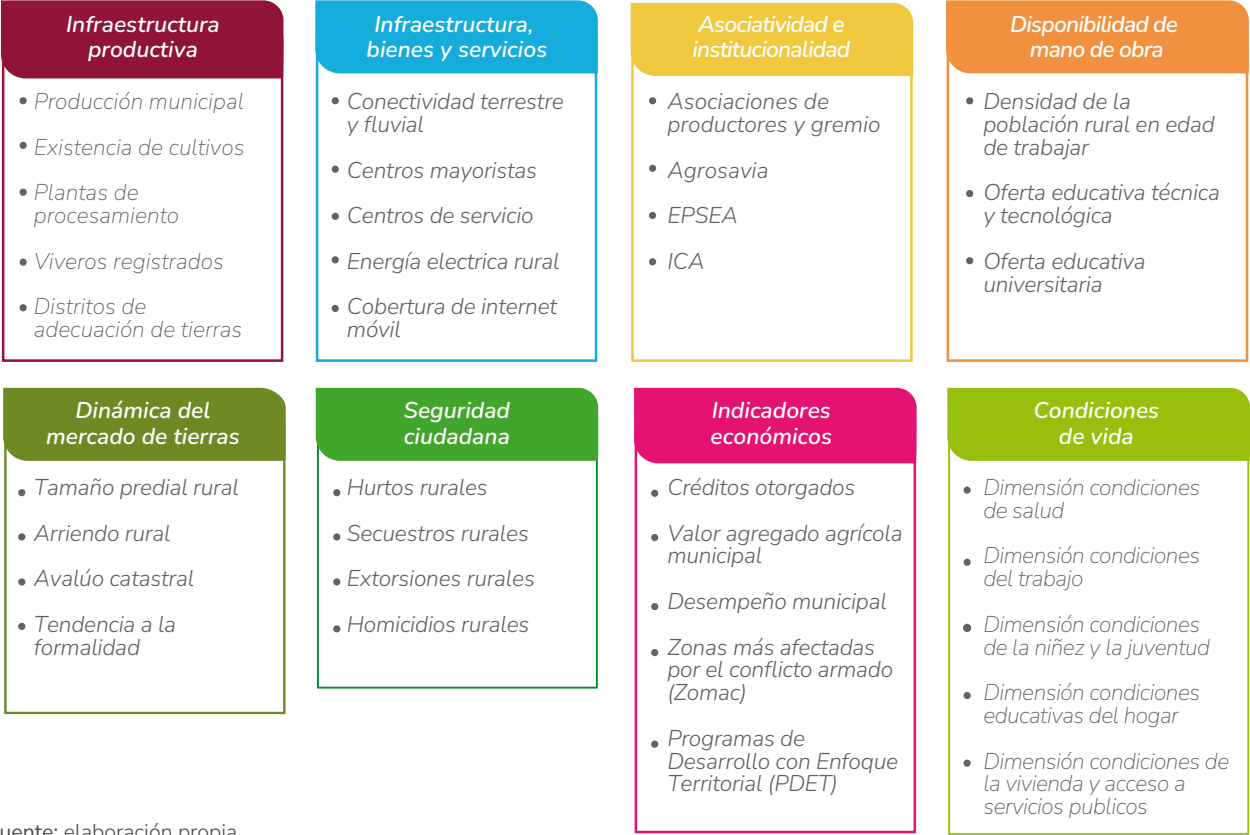 Infraestructura
productiva
• Producción municipal
• Existencia de cultivos
• Plantas de
procesamiento
• Viveros registrados
• Distritos de
adecuación de tierras
Infraestructura,
bienes y servicios
• Conectividad terrestre
y fluvial
• Centros mayoristas
• Centros de servicio
• Energía electrica rural
• Cobertura de internet
móvil
Asociatividad e
institucionalidad
• Asociaciones de
productores y gremio
• Agrosavia
• EPSEA
• ICA
Disponibilidad de
mano de obra
• Densidad de la
población rural en edad
de trabajar
• Oferta educativa técnica
y tecnológica
• Oferta educativa
universitaria
Dinámica del
mercado de tierras
• Tamaño predial rural
• Arriendo rural
• Avalúo catastral
• Tendencia a la
formalidad
Seguridad
ciudadana
• Hurtos rurales
• Secuestros rurales
• Extorsiones rurales
• Homicidios rurales
Indicadores
económicos
• Créditos otorgados
• Valor agregado agrícola
municipal
• Desempeño municipal
• Zonas más afectadas
por el conflicto armado
(Zomac)
• Programas de
Desarrollo con Enfoque
Territorial (PDET)
Condiciones
de vida
• Dimensión condiciones
de salud
• Dimensión condiciones
del trabajo
• Dimensión condiciones
de la niñez y la juventud
• Dimensión condiciones
educativas del hogar
• Dimensión condiciones de
la vivienda y acceso a
servicios publicos
uente: elaboración propia